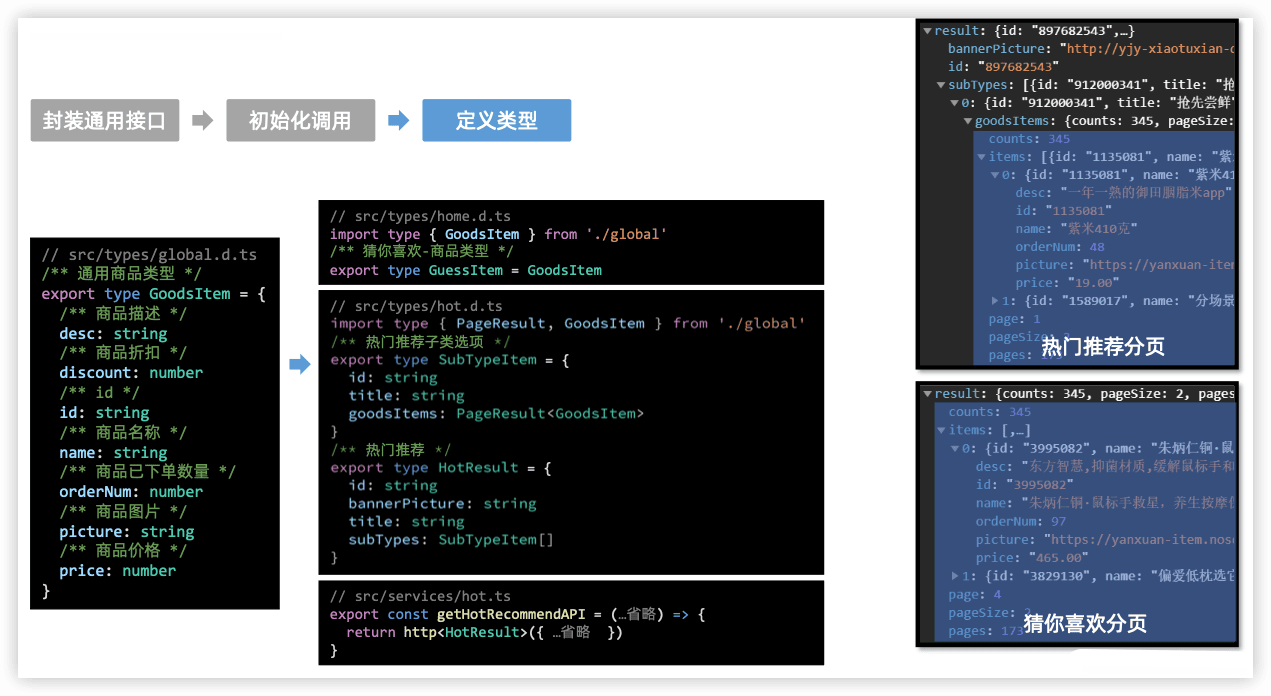 封装通用接口
初始化调用
定义类型
// src/types/global.d.ts
/** 通用商品类型 */
export type GoodsItem = {
/** 商品描述 */
desc: string
/** 商品折扣 */
discount: number
/** id */
id: string
/** 商品名称 */
name: string
/** 商品已下单数量 */
orderNum: number
/** 商品图片 */
picture: string
/** 商品价格 */
price: number
}
// src/types/home.d.ts
import type { GoodsItem } from './global'
/** 猜你喜欢-商品类型 */
export type GuessItem = GoodsItem
// src/types/hot.d.ts
import type { PageResult, GoodsItem } from './global'
/** 热门推荐子类选项 */
export type SubTypeItem = {
id: string
title: string
goodsItems: PageResult<GoodsItem>
}
/** 热门推荐 */
export type HotResult = {
id: string
bannerPicture: string
title: string
subTypes: SubTypeItem[]
}
// src/services/hot.ts
export const getHotRecommendAPI = (…省略) => {
return http<HotResult>({ …省略 })
}
result: {id: "897682543",…}
bannerPicture: "http://yjy-xiaotuxian-
id: "897682543"
subTypes: [{id: "912000341", title: "抢
0: {id: "912000341", title: "抢先尝鲜"
goodsItems: {counts: 345, pageSize:
counts: 345
items: [{id: "1135081", name: "紫
0: {id: "1135081", name: "紫米41
desc: "一年一熟的御田胭脂米app"
id: "1135081"
name: "紫米410克"
orderNum: 48
picture: "https://yanxuan-item
price: "19.00"
1: {id: "1589017", name: "分场景
page: 1
pageSize: 2
pages: 173
热门推荐分页
result: {counts: 345, pageSize: 2, pages
counts: 345
items: [,…]
0: {id: "3995082", name: "朱炳仁铜·鼠
desc: "东方智慧,抑菌材质,缓解鼠标手和
id: "3995082"
name: "朱炳仁铜·鼠标手救星，养生按摩
orderNum: 97
picture: "https://yanxuan-item.nos
price: "465.00"
1: {id: "3829130", name: "偏爱低枕选它
page: 4
pageSize: 2
pages: 173
猜你喜欢分页